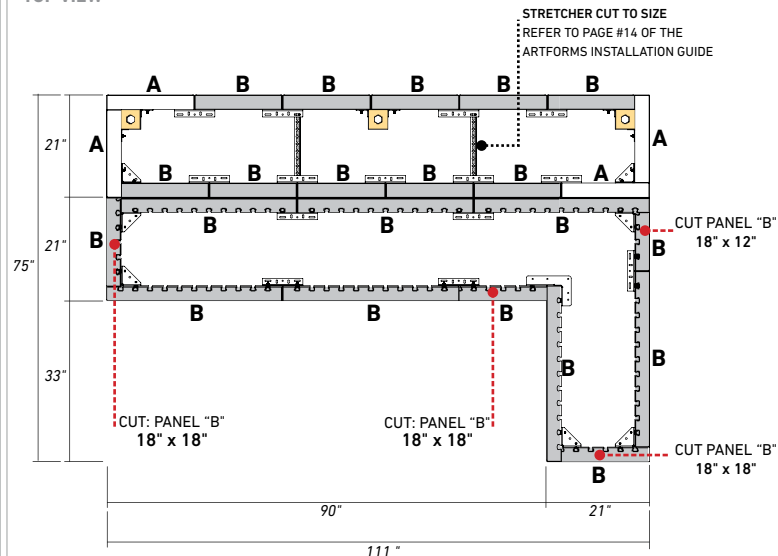 STRETCHER CUT TO SIZE
REFER TO PAGE #14 OF THE
ARTFORMS INSTALLATION GUIDE
A B B B B B
21"
A
A
B B B B A
75"
21"
B
B B B
B
CUT PANEL "B"
18" x 12"
B B B
33"
B
B
CUT: PANEL "B"
18" x 18"
CUT: PANEL "B"
18" x 18"
CUT PANEL "B"
18" x 18"
B
90"
21"
111 "